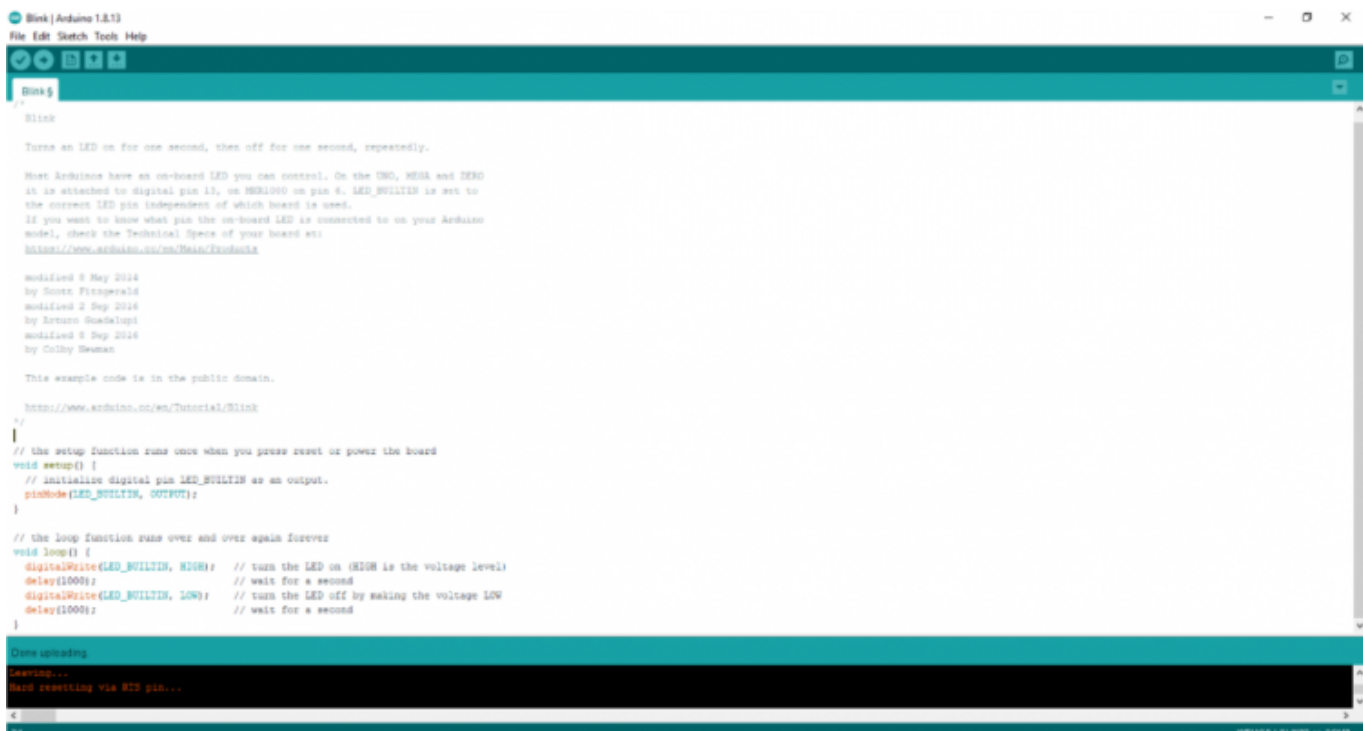 Blink | Arduino 1.8.13
File Edit Sketch Tools Help
Blink §
/*
Blink
Turns an LED on for one second, then off for one second, repeatedly.
Most Arduinos have an on-board LED you can control. On the UNO, MEGA and ZERO
it is attached to digital pin 13, on MKR1000 on pin 6. LED_BUILTIN is set to
the correct LED pin independent of which board is used.
If you want to know what pin the on-board LED is connected to on your Arduino
model, check the Technical Specs of your board at:
https://www.arduino.cc/en/Main/Products
modified 8 May 2014
by Scott Fitzgerald
modified 2 Sep 2016
by Arturo Guadalupi
modified 8 Sep 2016
by Colby Newman
This example code is in the public domain.
http://www.arduino.cc/en/Tutorial/Blink
*/
// the setup function runs once when you press reset or power the board
void setup() {
// initialize digital pin LED_BUILTIN as an output.
pinMode(LED_BUILTIN, OUTPUT);
}
// the loop function runs over and over again forever
void loop() {
digitalWrite(LED_BUILTIN, HIGH);   // turn the LED on (HIGH is the voltage level)
delay(1000);                       // wait for a second
digitalWrite(LED_BUILTIN, LOW);    // turn the LED off by making the voltage LOW
delay(1000);                       // wait for a second
}
Done uploading.
Leaving...
Hard resetting via RTS pin...